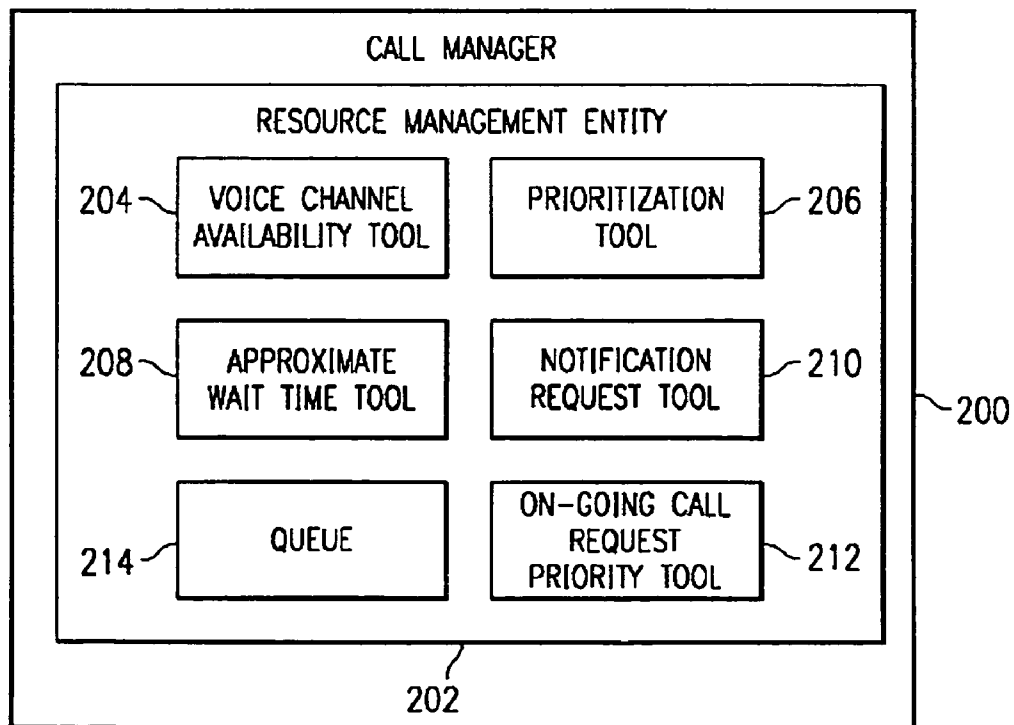 CALL MANAGER
RESOURCE MANAGEMENT ENTITY
204
VOICE CHANNEL
AVAILABILITY TOOL
PRIORITIZATION
TOOL
206
208
APPROXIMATE
WAIT TIME TOOL
NOTIFICATION
REQUEST TOOL
210
200
214
QUEUE
ON-GOING CALL
REQUEST
PRIORITY TOOL
212
202